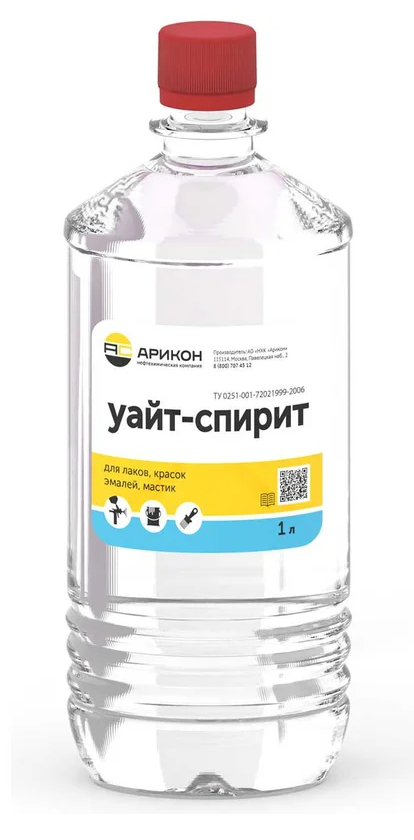 АС АРИКОН
нефтехимическая компания
Производитель: АО «НХК «Арикон»
115114, Москва, Павелецкая наб., 2
8 (800) 707 45 12
ТУ 0251-001-72021999-2006
уайт-спирит
для лаков, красок
эмалей, мастик
1 л